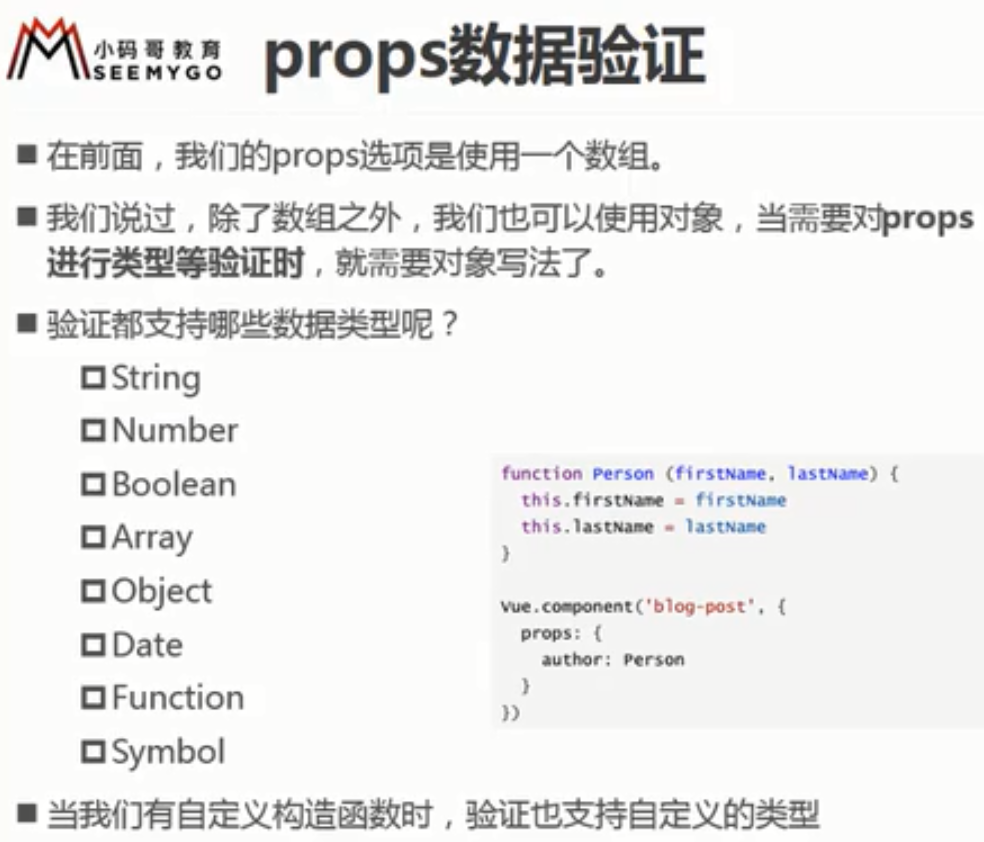 小码哥教育
SEEMYGO
props数据验证
■ 在前面，我们的props选项是使用一个数组。
■ 我们说过，除了数组之外，我们也可以使用对象，当需要对props
进行类型等验证时，就需要对象写法了。
■ 验证都支持哪些数据类型呢？
String
Number
Boolean
Array
Object
Date
Function
Symbol
function Person (firstName, lastName) {
  this.firstName = firstName
  this.lastName = lastName
}
Vue.component('blog-post', {
  props: {
    author: Person
  }
})
■ 当我们有自定义构造函数时，验证也支持自定义的类型